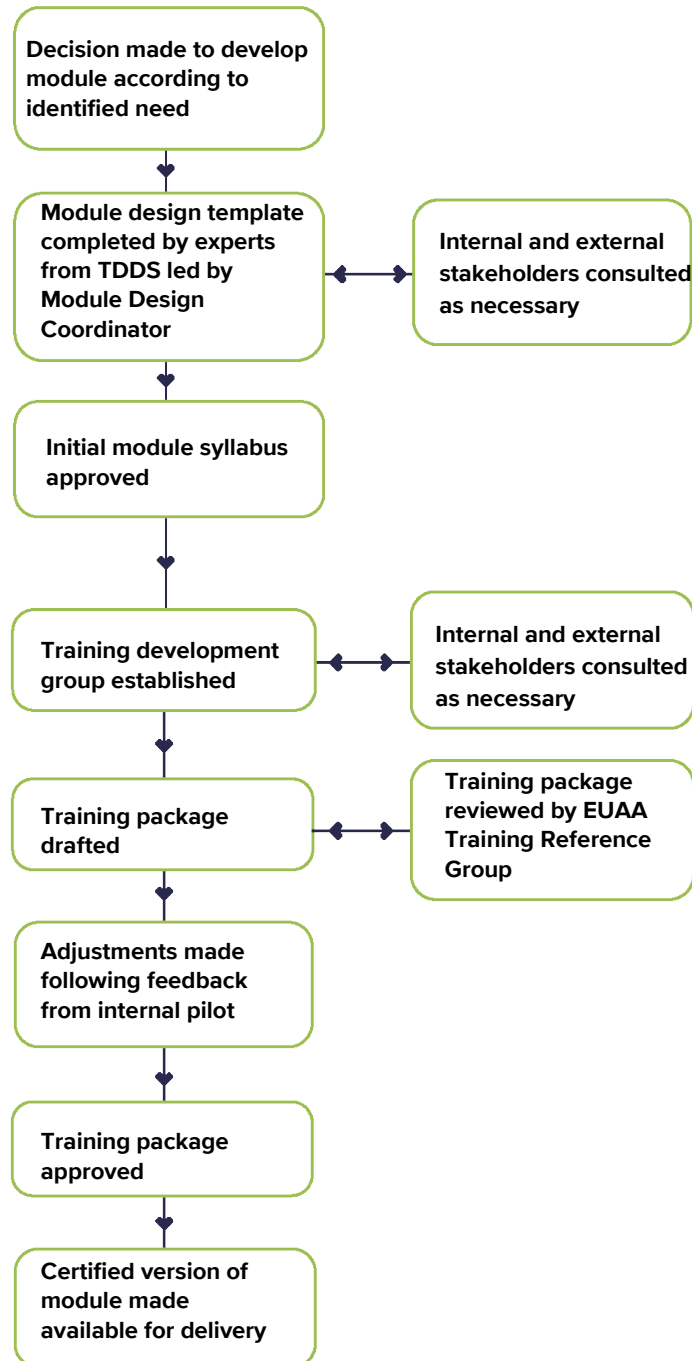 Decision made to develop
module according to
identified need
Module design template
completed by experts
from TDDS led by
Module Design
Coordinator
Internal and external
stakeholders consulted
as necessary
Initial module syllabus
approved
Training development
group established
Internal and external
stakeholders consulted
as necessary
Training package
drafted
Training package
reviewed by EUAA
Training Reference
Group
Adjustments made
following feedback
from internal pilot
Training package
approved
Certified version of
module made
available for delivery